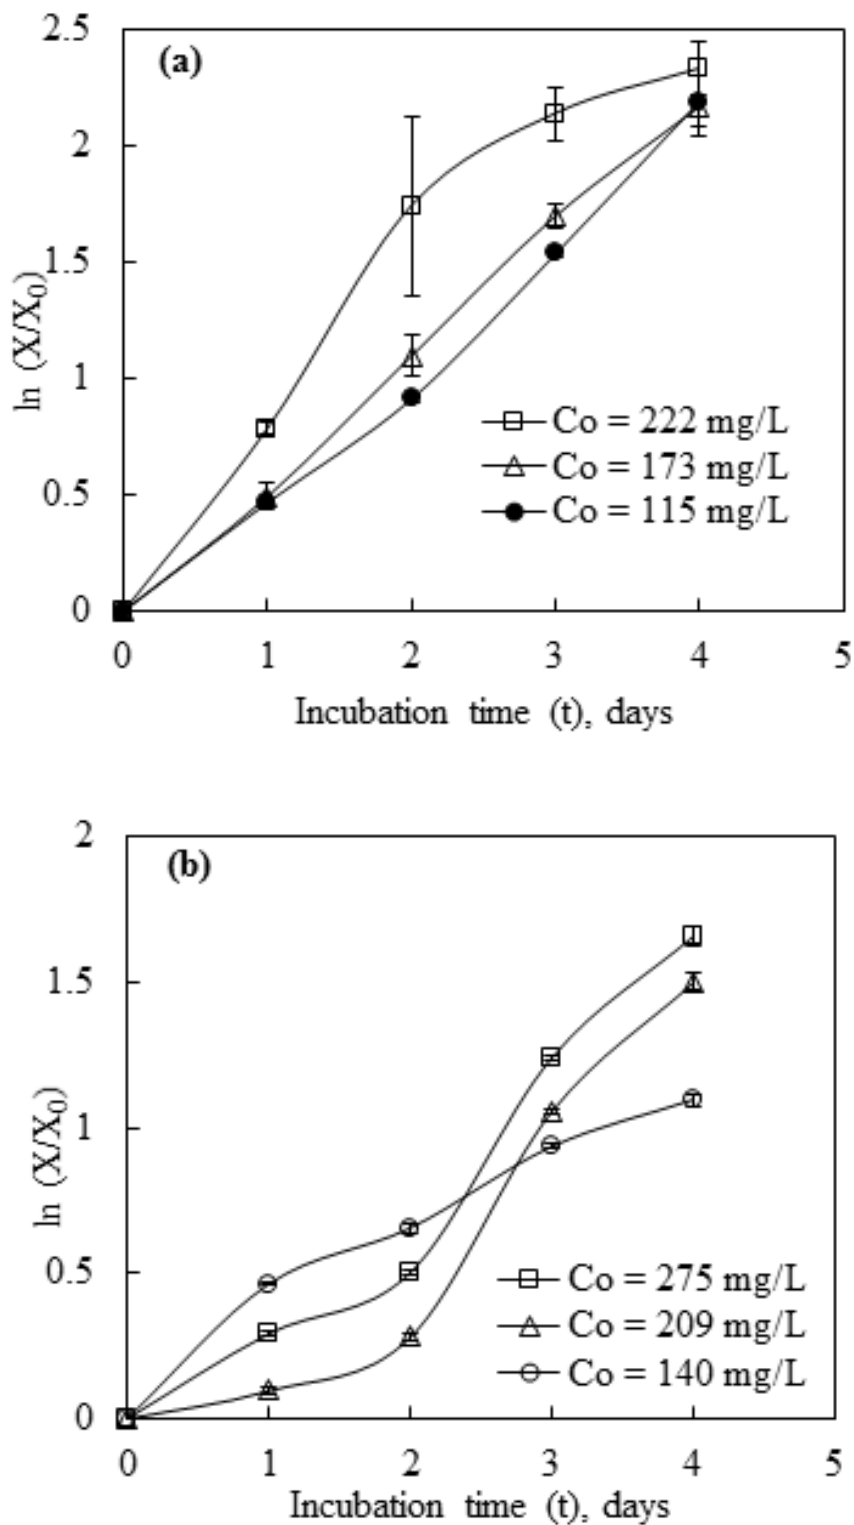 (a)
2.5
2
1.5
1
0.5
0
ln (X/X0)
Co = 222 mg/L
Co = 173 mg/L
Co = 115 mg/L
0 1 2 3 4 5
Incubation time (t), days
(b)
2
1.5
1
0.5
0
ln (X/X0)
Co = 275 mg/L
Co = 209 mg/L
Co = 140 mg/L
0 1 2 3 4 5
Incubation time (t), days